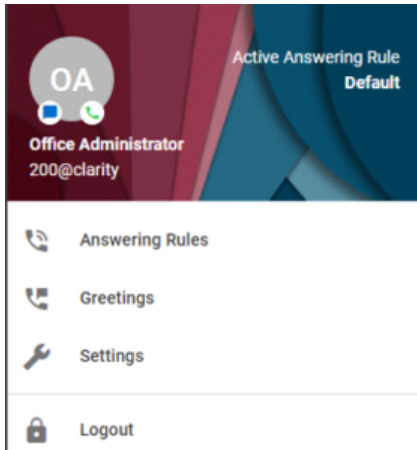 OA
Active Answering Rule
Default
Office Administrator
200@clarity
Answering Rules
Greetings
Settings
Logout